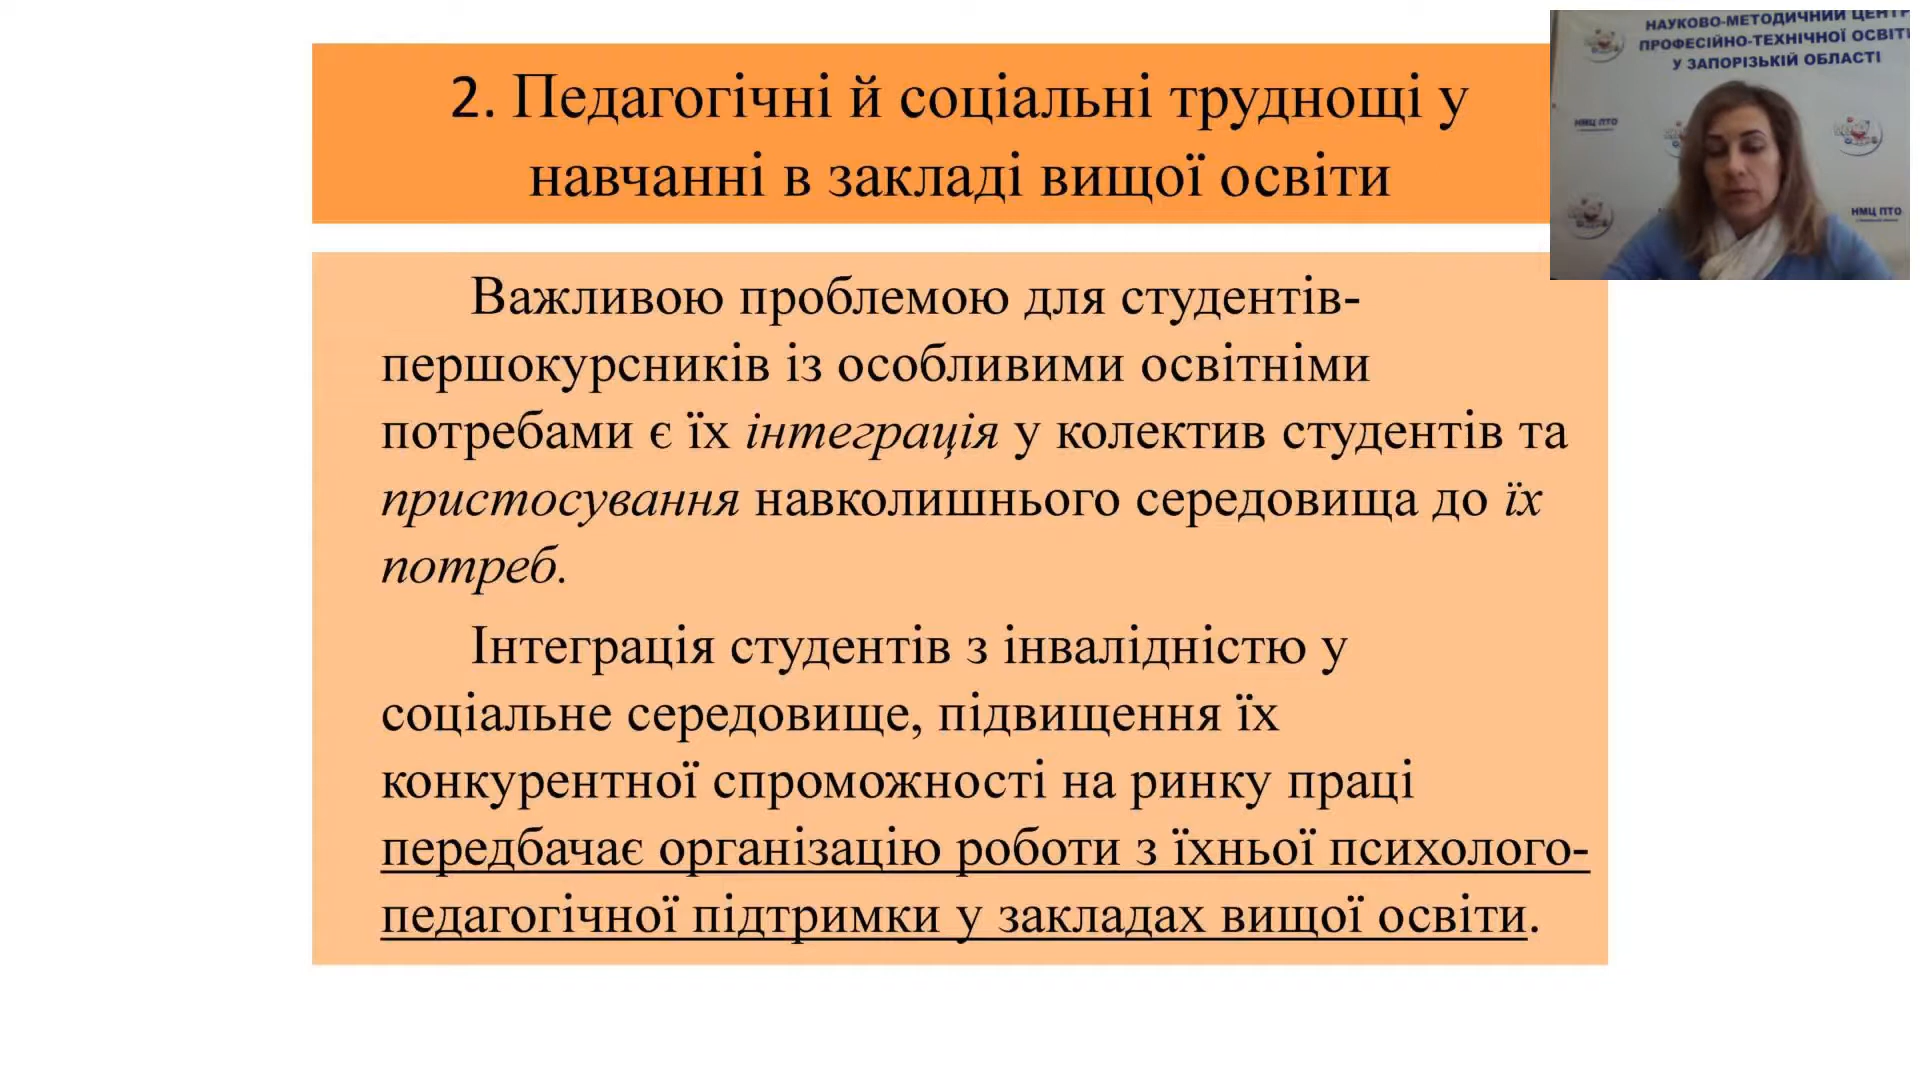 2. Педагогічні й соціальні труднощі у
навчанні в закладі вищої освіти
Важливою проблемою для студентів-
першокурсників із особливими освітніми
потребами є їх інтеграція у колектив студентів та
пристосування навколишнього середовища до їх
потреб.
Інтеграція студентів з інвалідністю у
соціальне середовище, підвищення їх
конкурентної спроможності на ринку праці
передбачає організацію роботи з їхньої психолого-
педагогічної підтримки у закладах вищої освіти.
НАУКОВО-МЕТОДИЧНИЙ ЦЕНТР
ПРОФЕСІЙНО-ТЕХНІЧНОЇ ОСВІТИ
У ЗАПОРІЗЬКІЙ ОБЛАСТІ
НМЦ ПТО
НМЦ ПТО